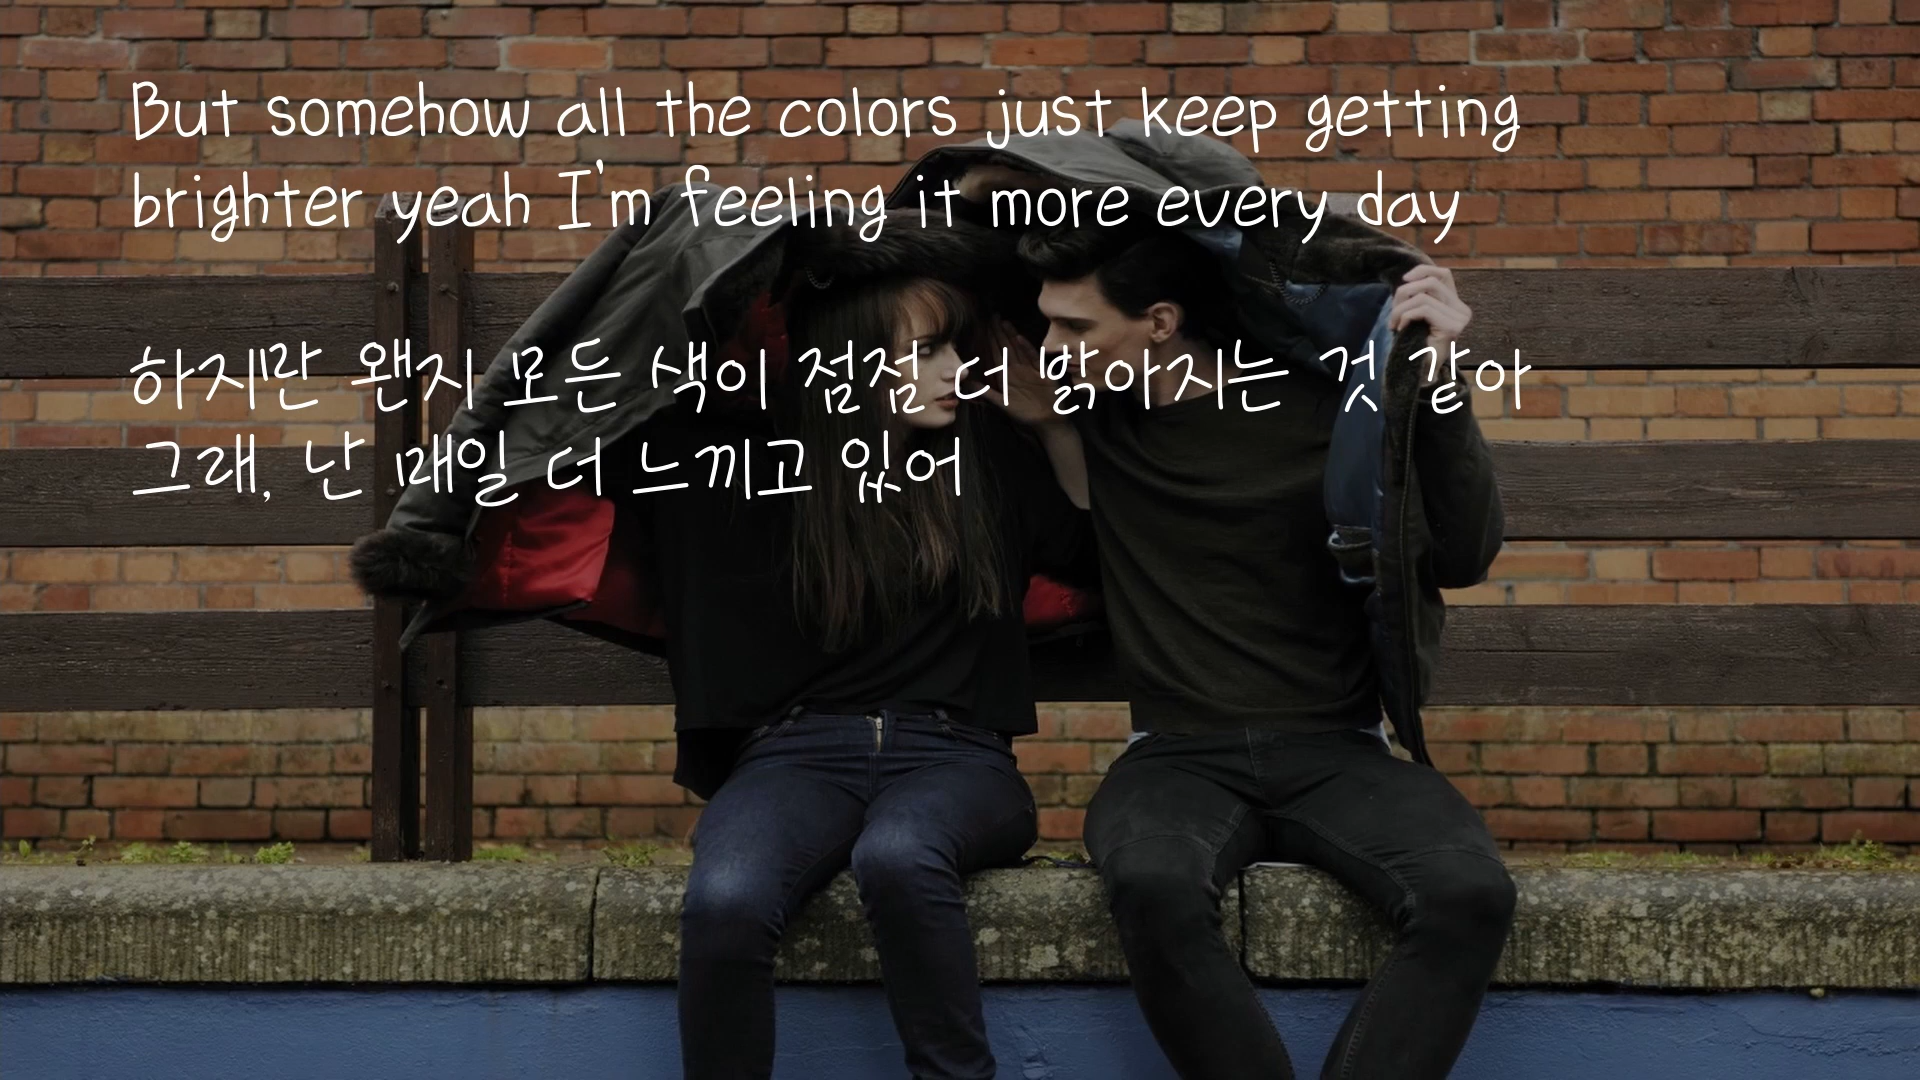 But somehow all the colors just keep getting
brighter yeah I'm feeling it more every day
하지만 왠지 모든 색이 점점 더 밝아지는 것 같아
그래, 난 매일 더 느끼고 있어